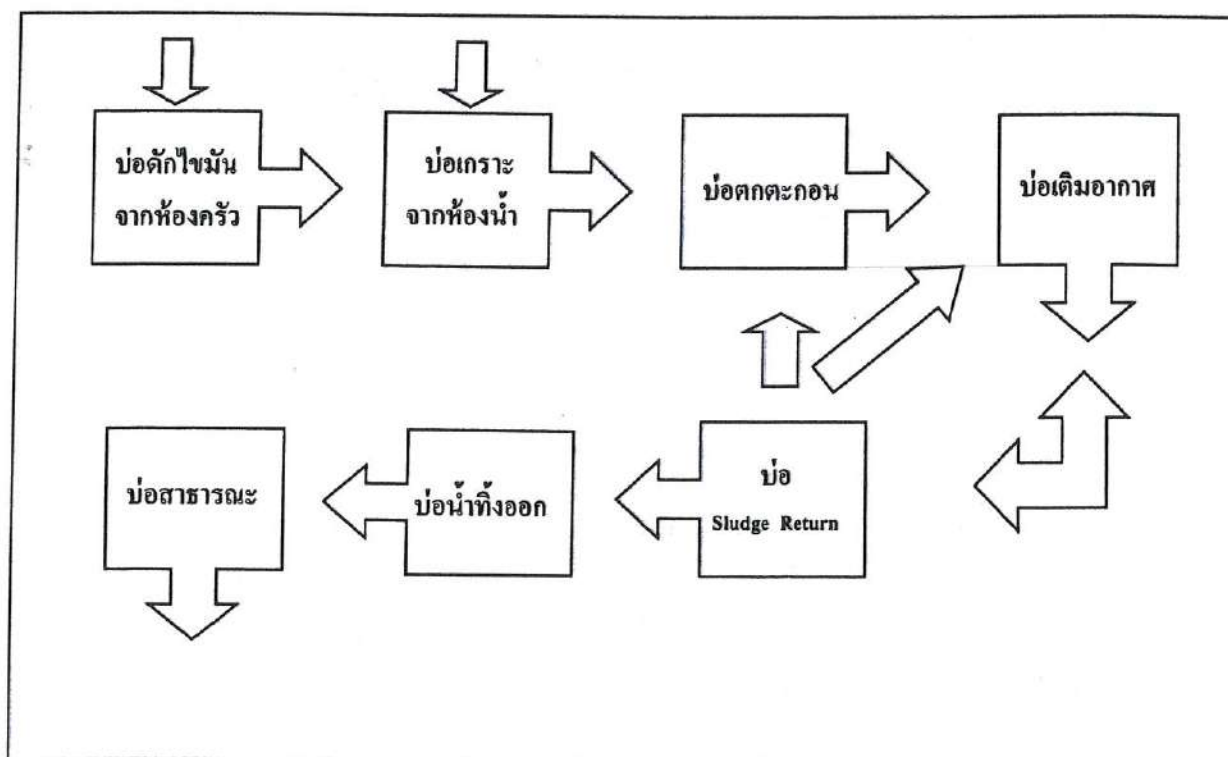 บ่อดักไขมัน
จากห้องครัว
บ่อเกราะ
จากห้องน้ำ
บ่อตกตะกอน
บ่อเติมอากาศ
บ่อสาธารณะ
บ่อน้ำทิ้งออก
บ่อ
Sludge Return